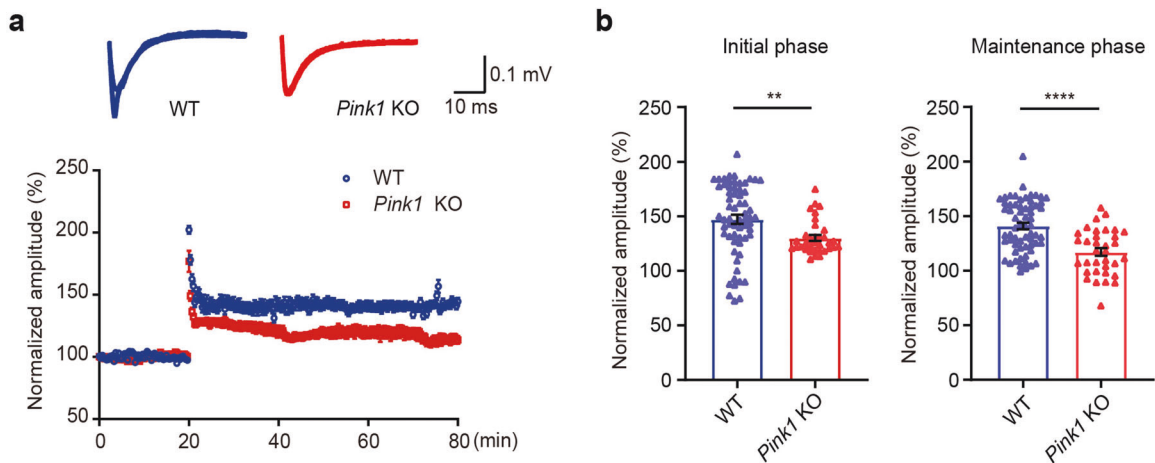 a
WT
Pink1 KO
0.1 mV
10 ms
Normalized amplitude (%)
250
200
150
100
50
0
20
40
60
80
(min)
WT
Pink1 KO
b
Initial phase
**
Normalized amplitude (%)
250
200
150
100
50
0
WT
Pink1 KO
Maintenance phase
****
Normalized amplitude (%)
250
200
150
100
50
0
WT
Pink1 KO